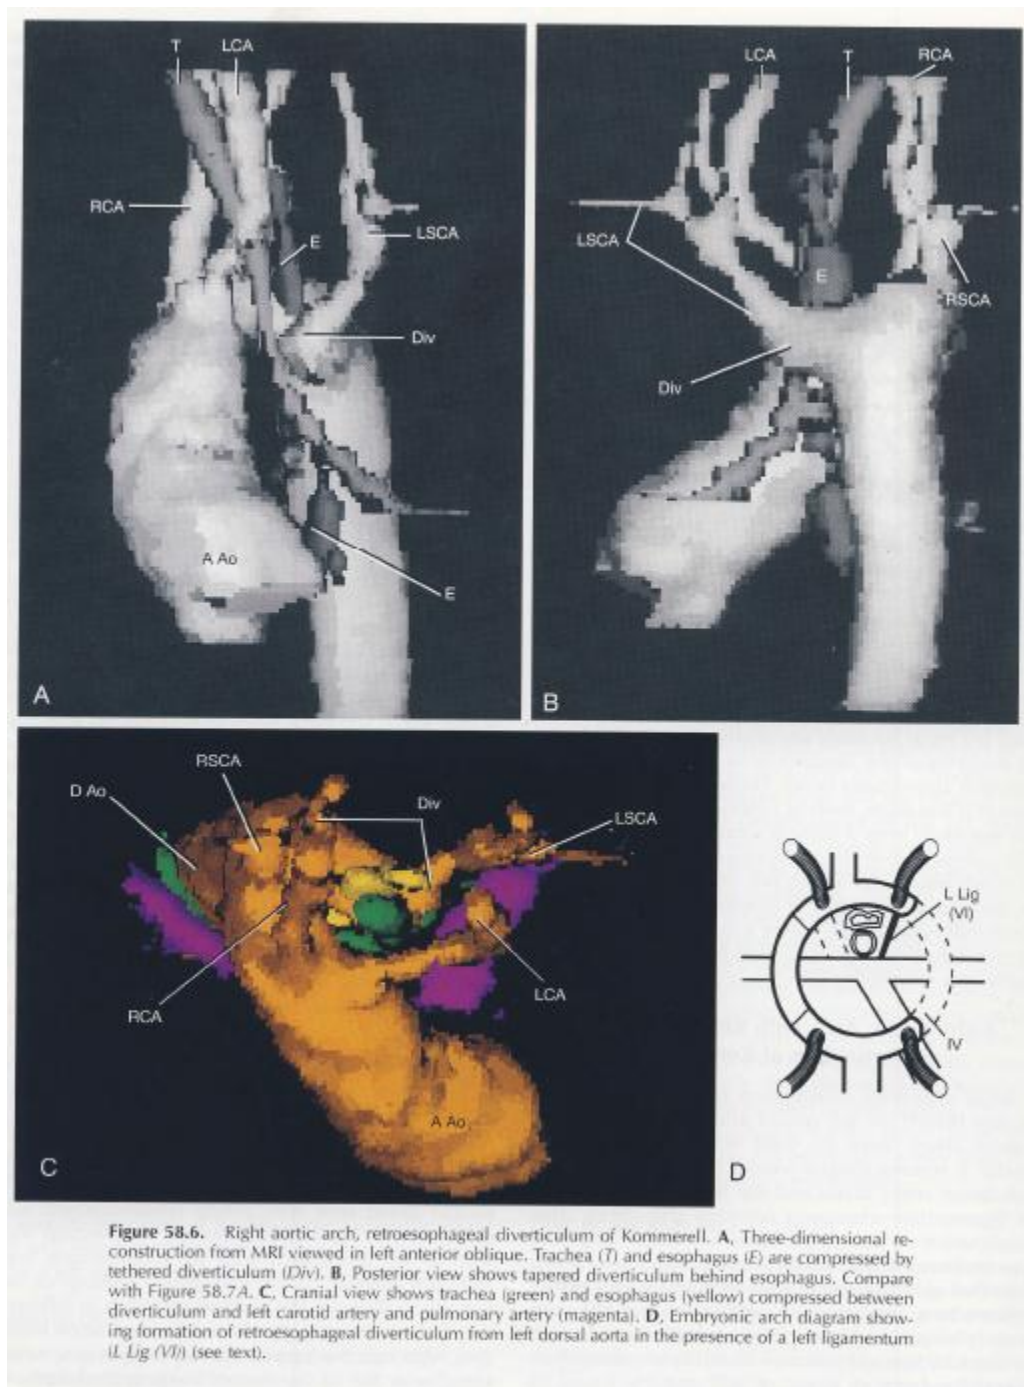 T LCA
RCA
E
LSCA
Div
A Ao
E
A
LCA T RCA
LSCA
E
RSCA
Div
B
RSCA
D Ao
Div
LSCA
RCA
LCA
A Ao
C
L Lig
(VI)
IV
D
Figure 58.6. Right aortic arch, retroesophageal diverticulum of Kommerell. A, Three-dimensional re-
construction from MRI viewed in left anterior oblique. Trachea (T) and esophagus (E) are compressed by
tethered diverticulum (Div). B, Posterior view shows tapered diverticulum behind esophagus. Compare
with Figure 58.7A. C, Cranial view shows trachea (green) and esophagus (yellow) compressed between
diverticulum and left carotid artery and pulmonary artery (magenta). D, Embryonic arch diagram show-
ing formation of retroesophageal diverticulum from left dorsal aorta in the presence of a left ligamentum
(L Lig (VI)) (see text).